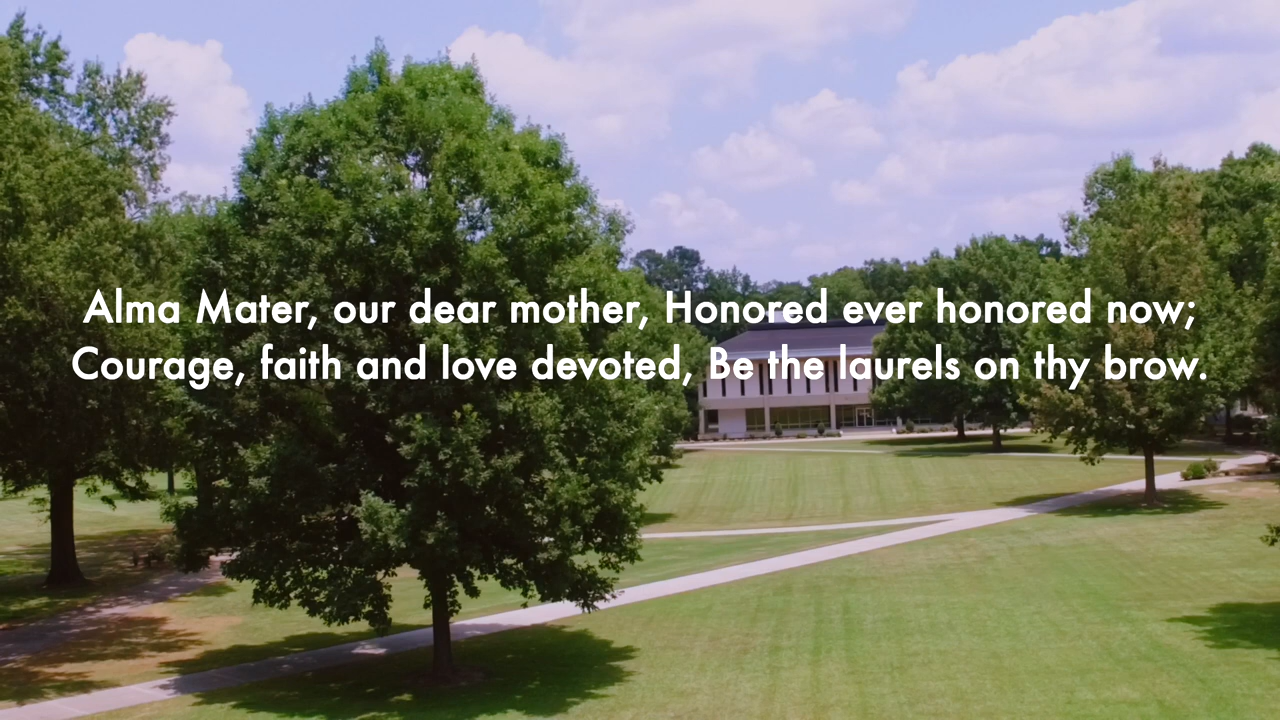 Alma Mater, our dear mother, Honored ever honored now;
Courage, faith and love devoted, Be the laurels on thy brow.